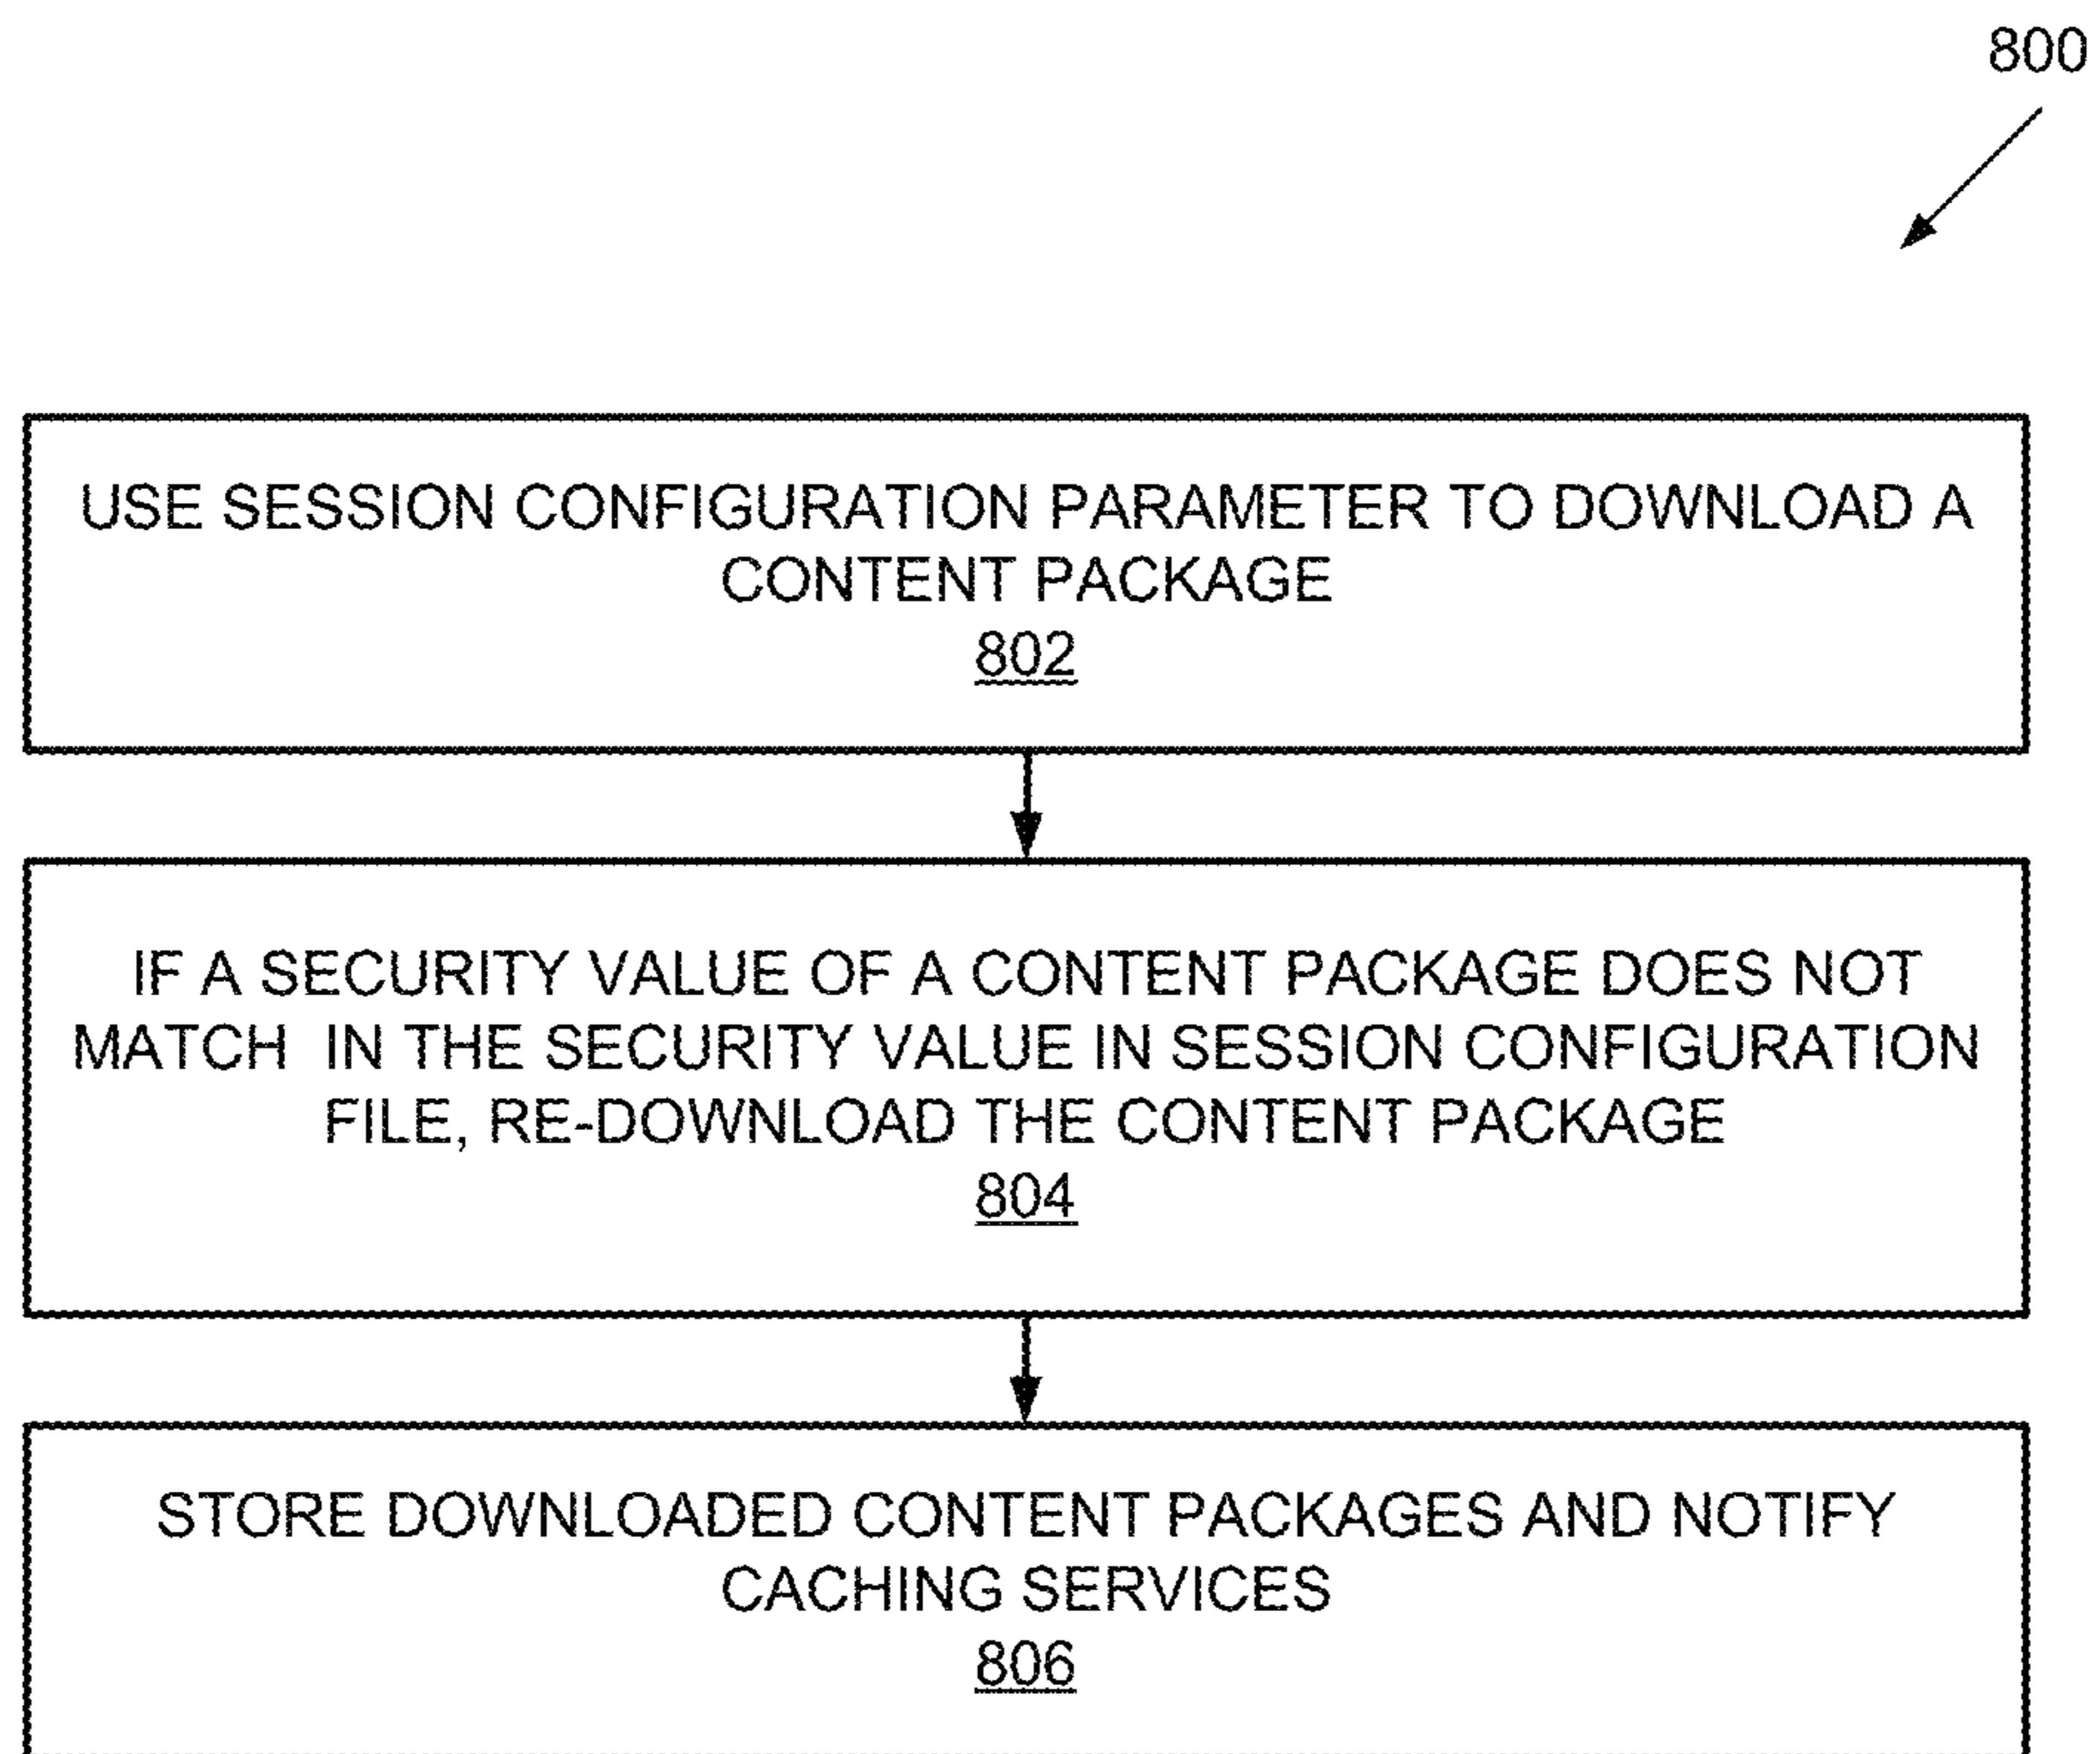 800
USE SESSION CONFIGURATION PARAMETER TO DOWNLOAD A
CONTENT PACKAGE
802
IF A SECURITY VALUE OF A CONTENT PACKAGE DOES NOT
MATCH  IN THE SECURITY VALUE IN SESSION CONFIGURATION
FILE, RE-DOWNLOAD THE CONTENT PACKAGE
804
STORE DOWNLOADED CONTENT PACKAGES AND NOTIFY
CACHING SERVICES
806